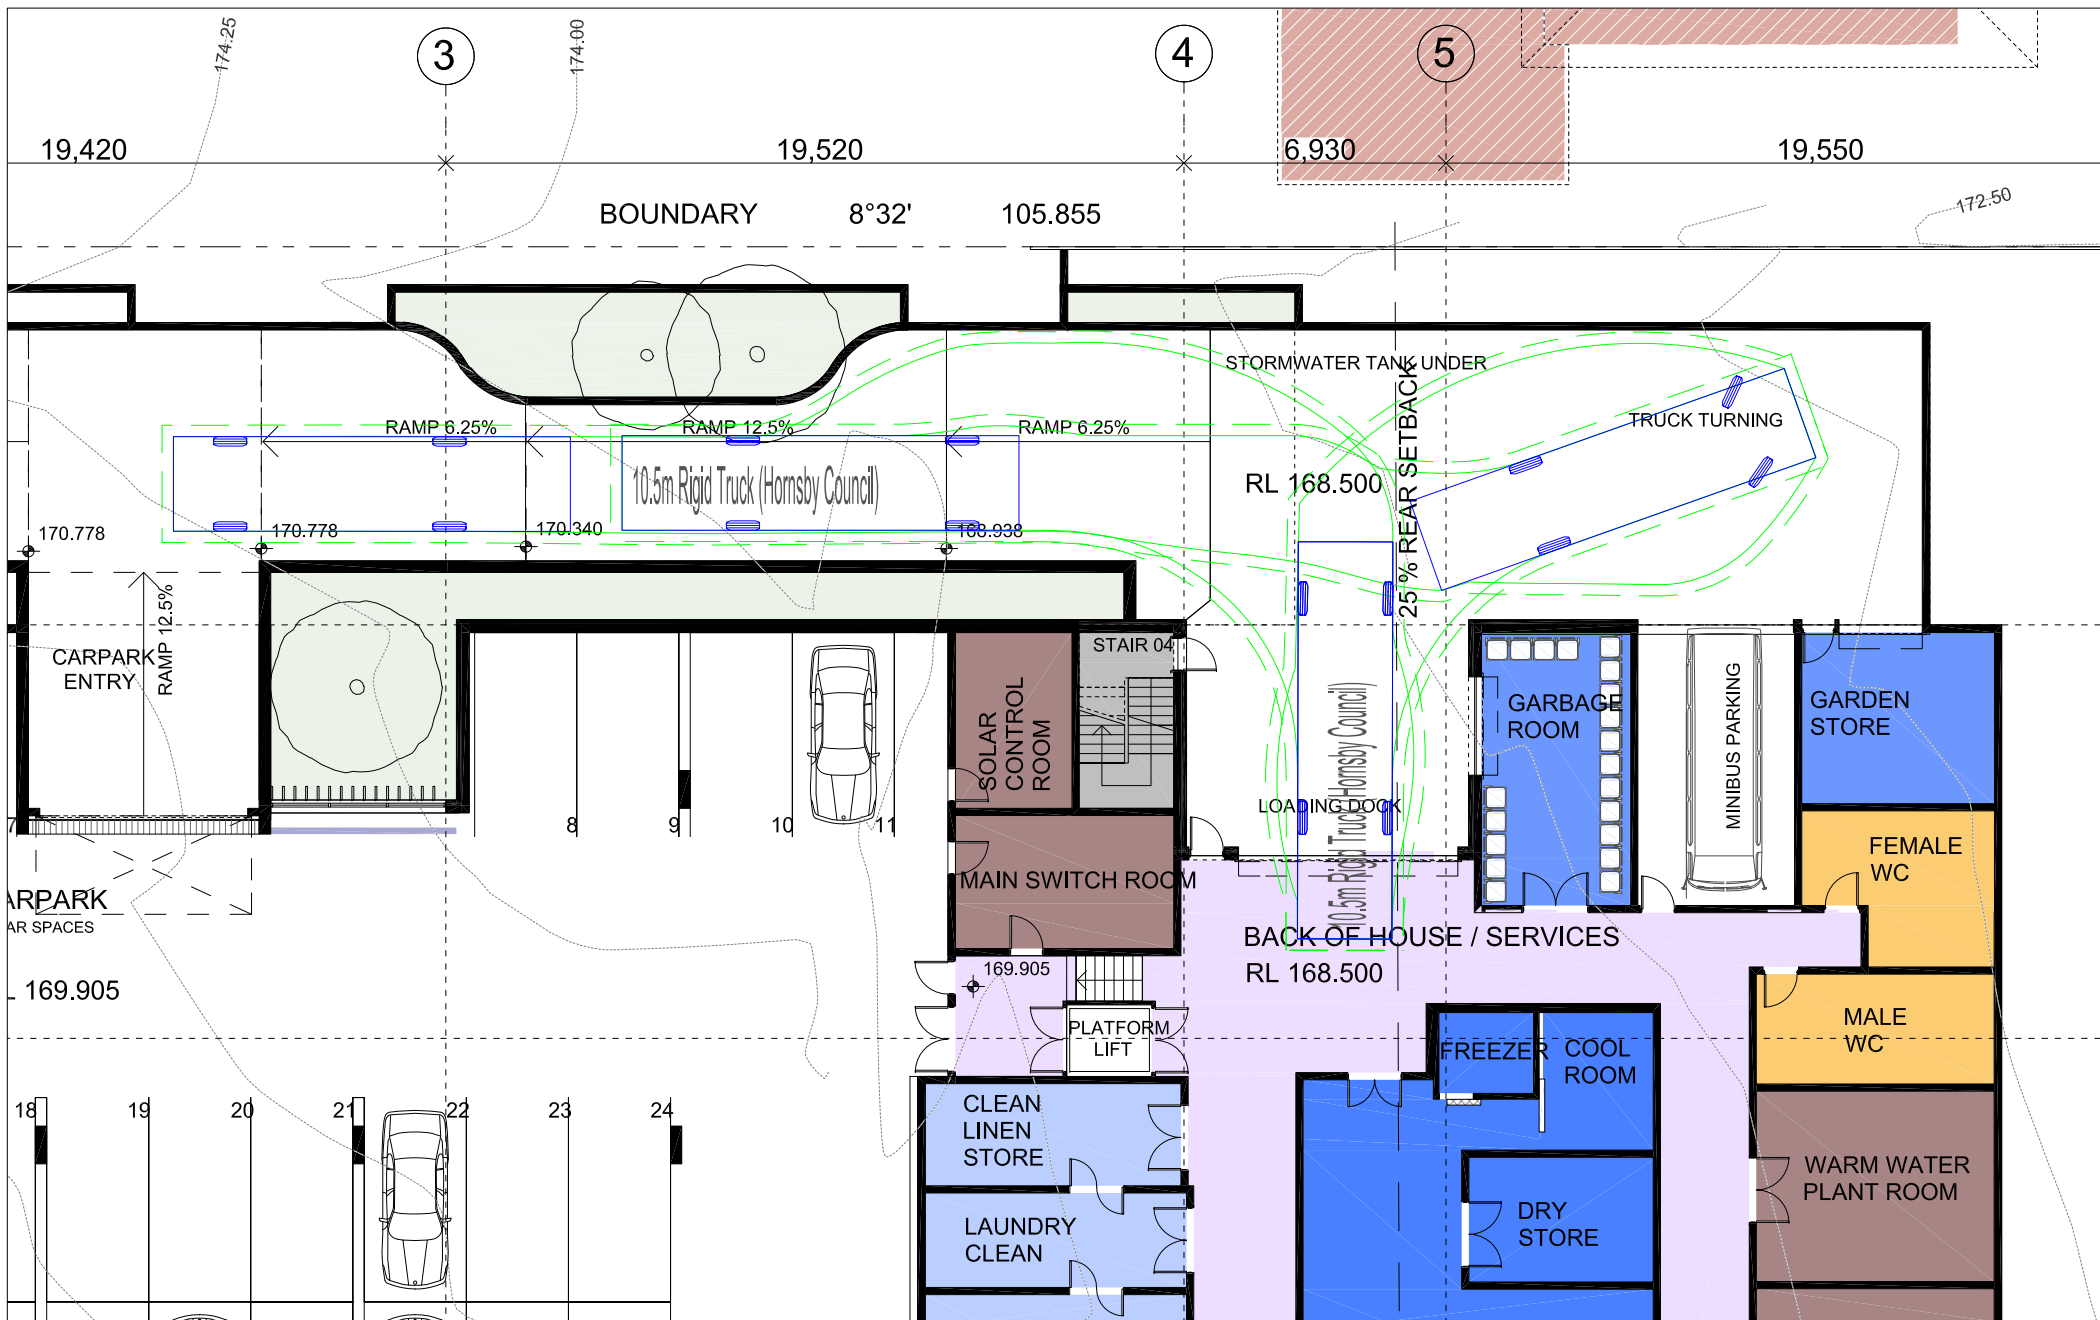 174.25
174.00
3
4
5
19,420
19,520
6,930
19,550
BOUNDARY 8°32' 105.855
172.50
STORMWATER TANK UNDER
RAMP 6.25%
RAMP 12.5%
RAMP 6.25%
TRUCK TURNING
10.5m Rigid Truck (Hornsby Council)
RL 168.500
25% REAR SETBACK
170.778
170.778
170.340
168.938
CARPARK
ENTRY
RAMP 12.5%
STAIR 04
SOLAR
CONTROL
ROOM
GARBAGE
ROOM
MINIBUS PARKING
GARDEN
STORE
10.5m Rigid Truck (Hornsby Council)
LOADING DOCK
7
8
9
10
11
MAIN SWITCH ROOM
FEMALE
WC
ARPARK
AR SPACES
BACK OF HOUSE / SERVICES
RL 168.500
169.905
169.905
PLATFORM
LIFT
MALE
WC
FREEZER
COOL
ROOM
18
19
20
21
22
23
24
CLEAN
LINEN
STORE
WARM WATER
PLANT ROOM
DRY
STORE
LAUNDRY
CLEAN